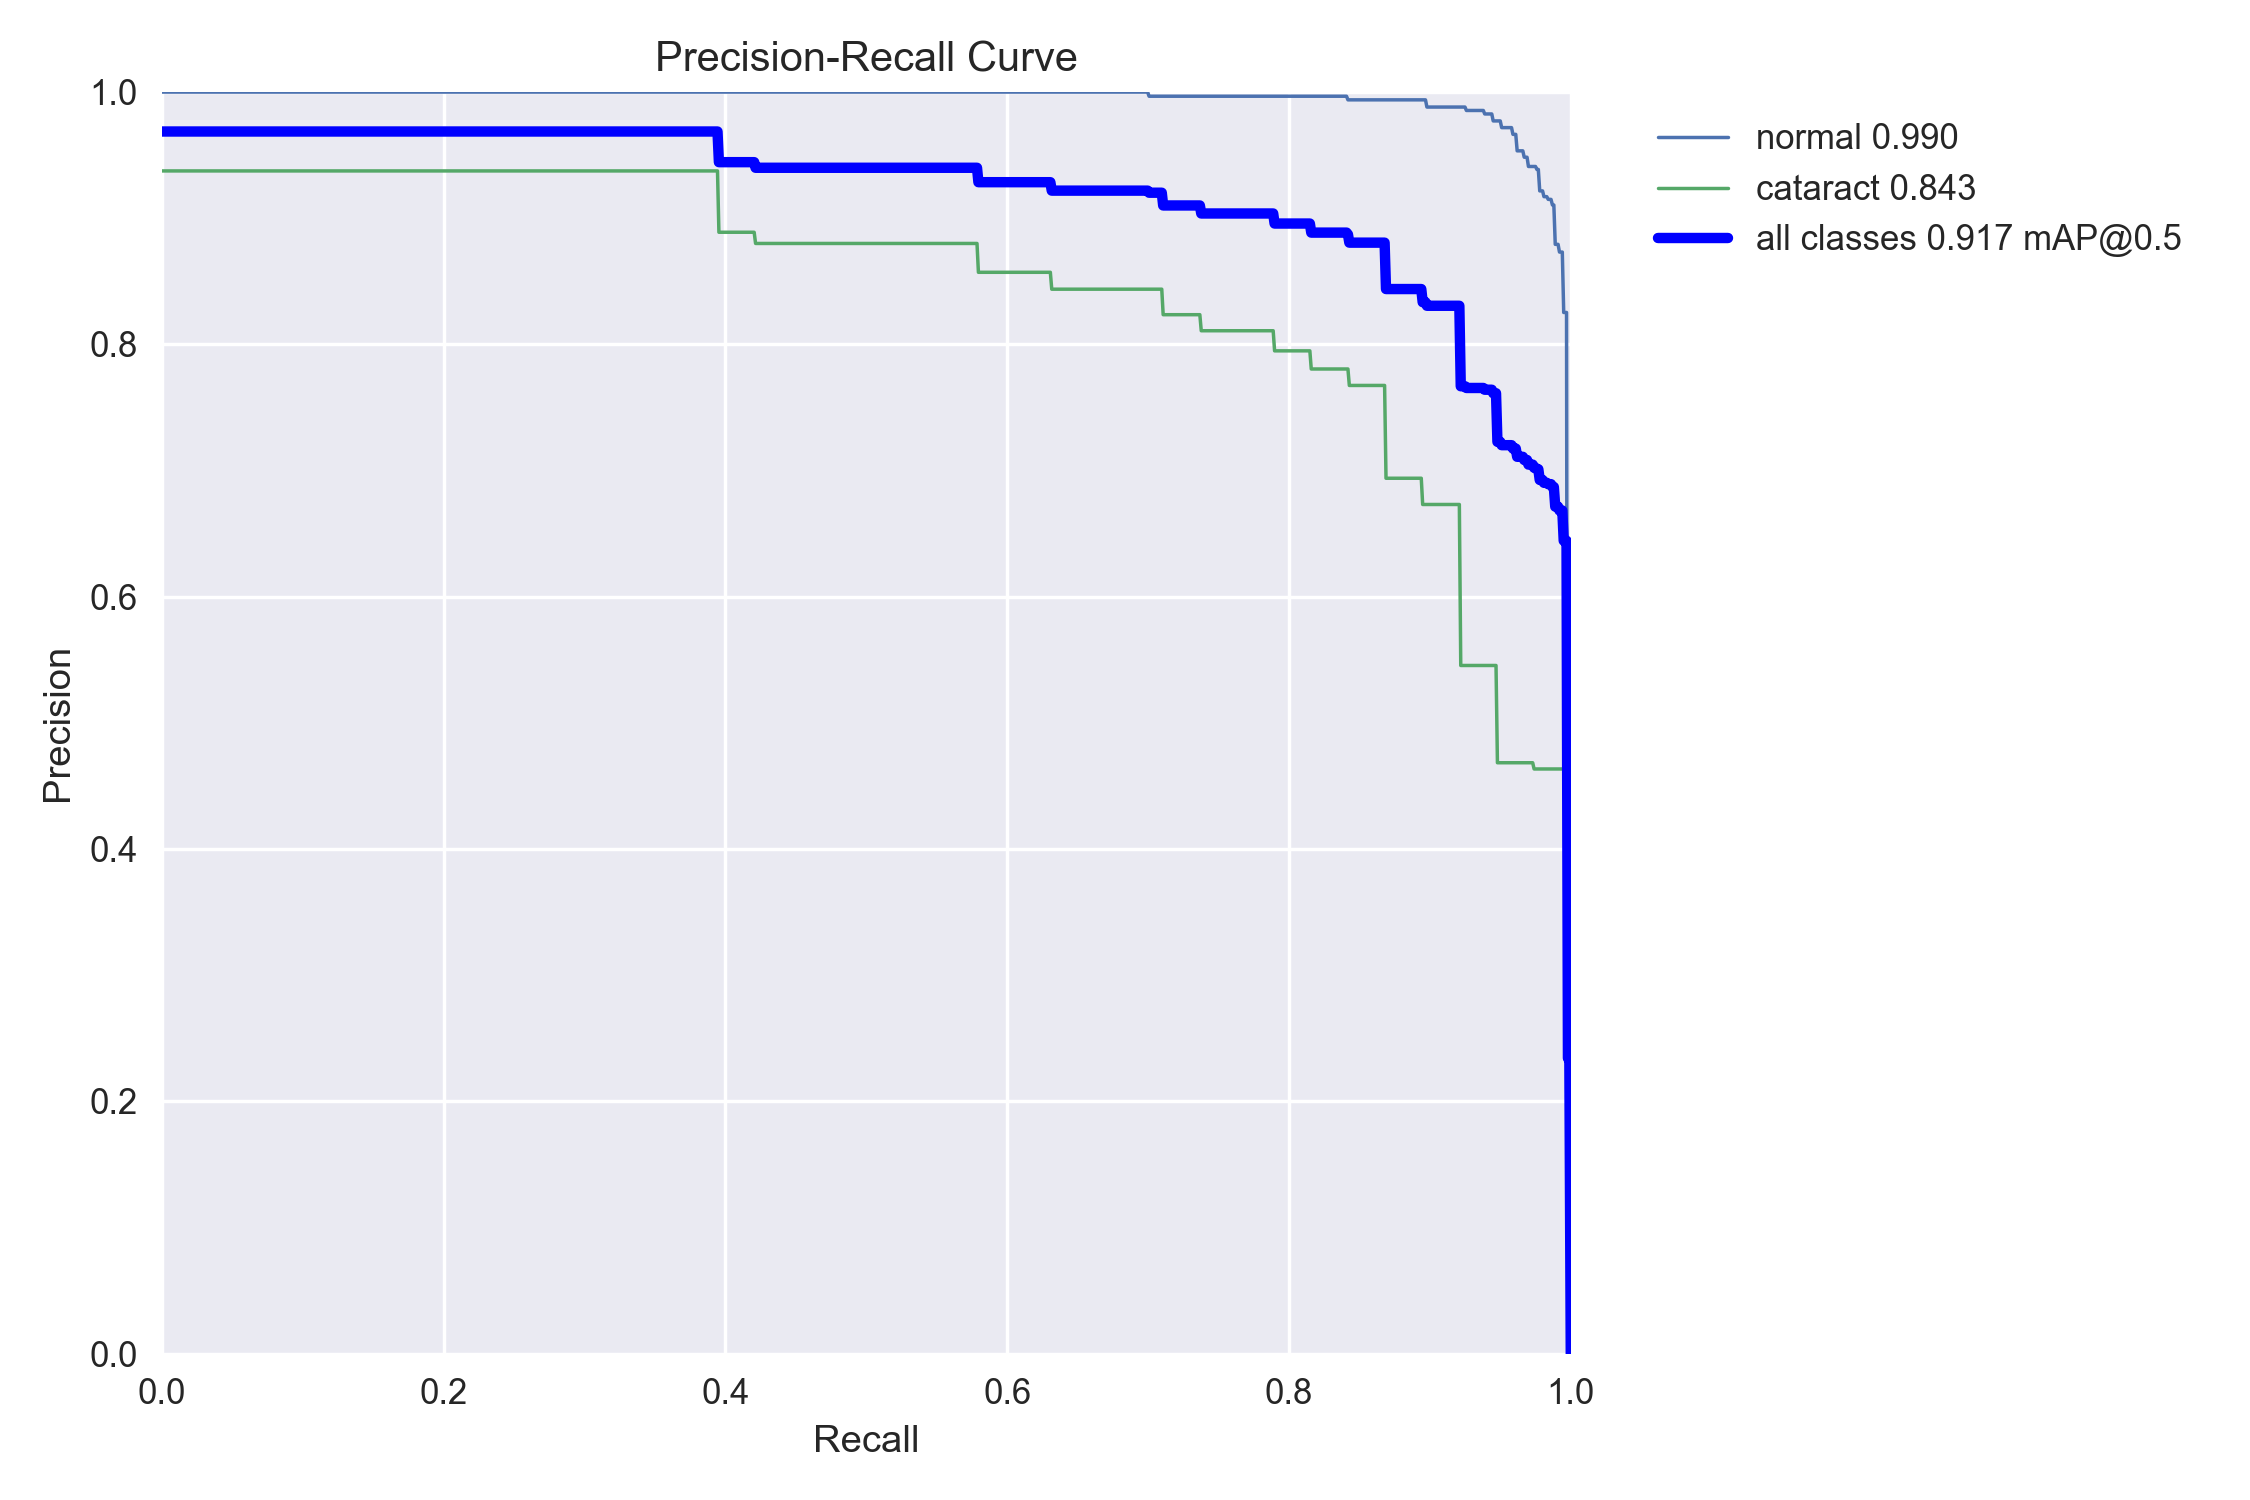 Precision-Recall Curve
1.0
0.8
0.6
0.4
0.2
0.0
Precision
0.0 0.2 0.4 0.6 0.8 1.0
Recall
normal 0.990
cataract 0.843
all classes 0.917 mAP@0.5